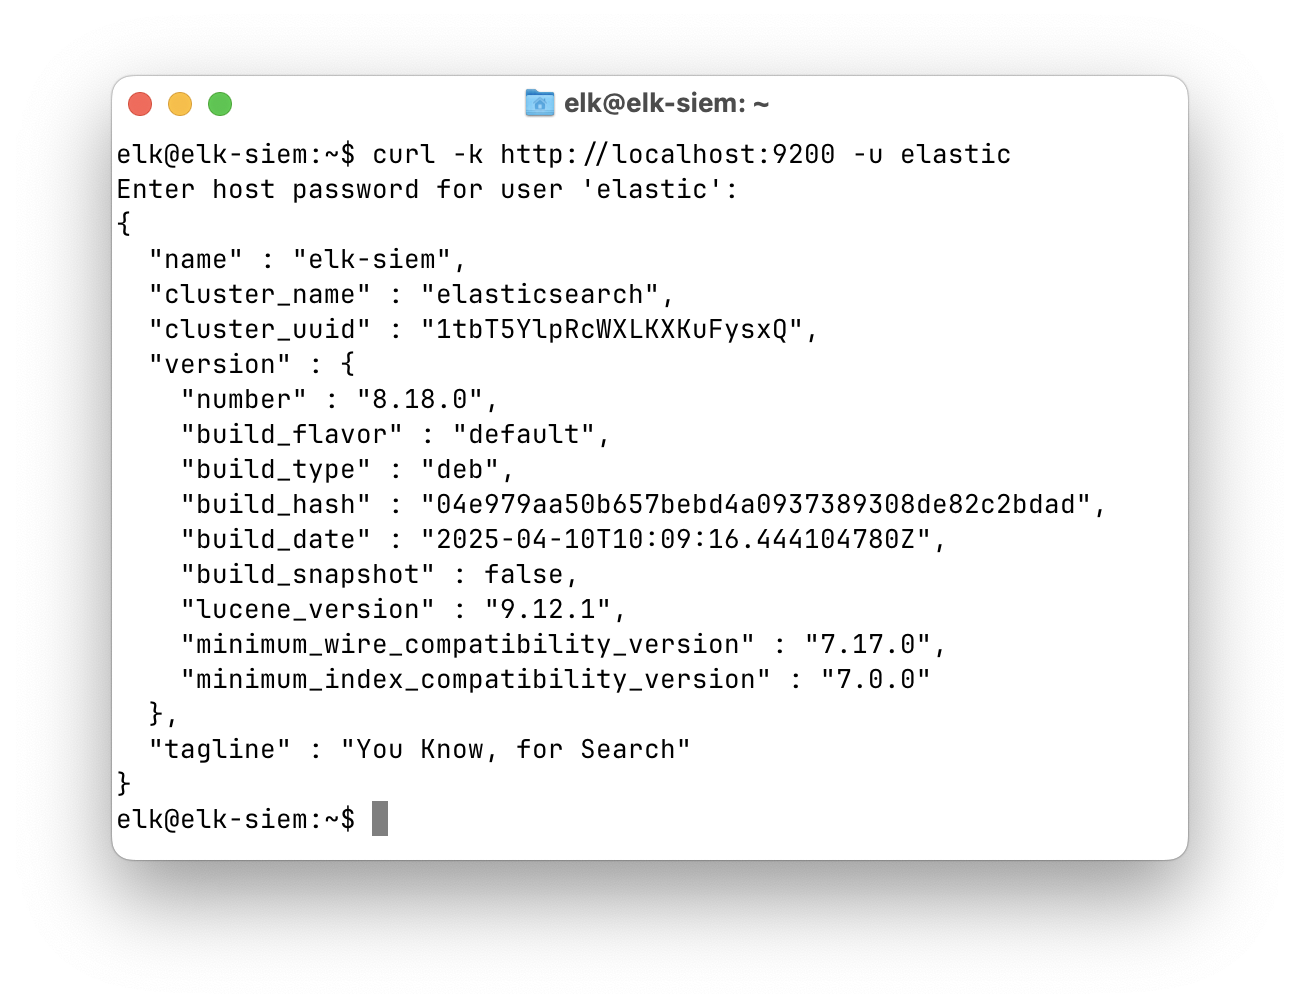 elk@elk-siem: ~
elk@elk-siem:~$ curl -k http://localhost:9200 -u elastic
Enter host password for user 'elastic':
{
  "name" : "elk-siem",
  "cluster_name" : "elasticsearch",
  "cluster_uuid" : "1tbT5YlpRcWXLKXKuFysxQ",
  "version" : {
    "number" : "8.18.0",
    "build_flavor" : "default",
    "build_type" : "deb",
    "build_hash" : "04e979aa50b657bebd4a0937389308de82c2bdad",
    "build_date" : "2025-04-10T10:09:16.444104780Z",
    "build_snapshot" : false,
    "lucene_version" : "9.12.1",
    "minimum_wire_compatibility_version" : "7.17.0",
    "minimum_index_compatibility_version" : "7.0.0"
  },
  "tagline" : "You Know, for Search"
}
elk@elk-siem:~$